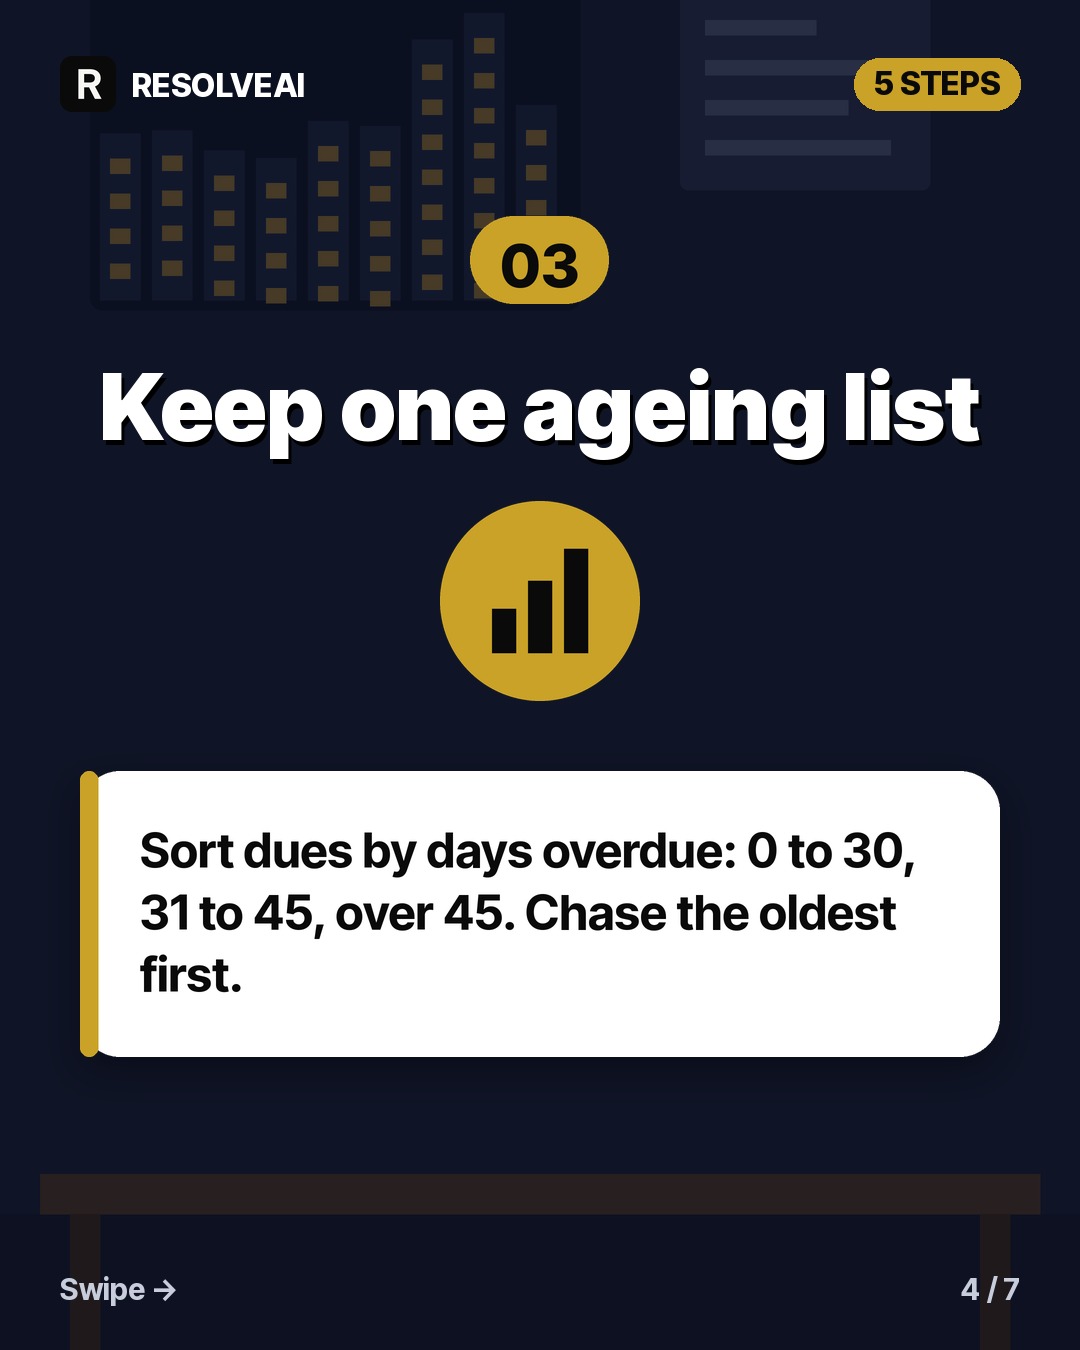 R RESOLVEAI
5 STEPS
03
Keep one ageing list
Sort dues by days overdue: 0 to 30,
31 to 45, over 45. Chase the oldest
first.
Swipe →
4 / 7